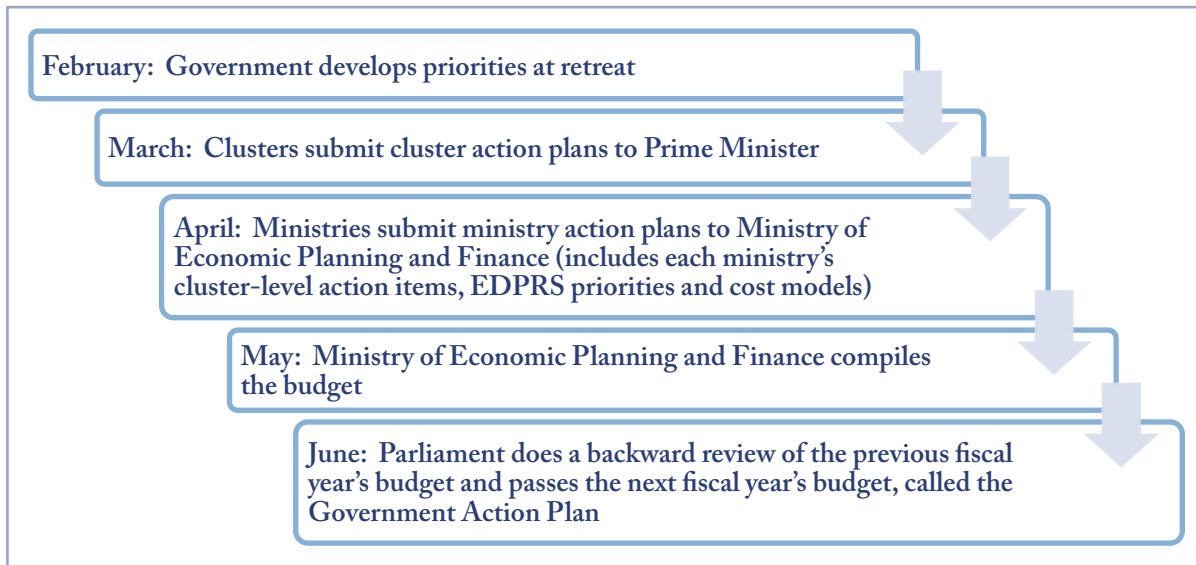 February:  Government develops priorities at retreat
March:  Clusters submit cluster action plans to Prime Minister
April:  Ministries submit ministry action plans to Ministry of
Economic Planning and Finance (includes each ministry's
cluster-level action items, EDPRS priorities and cost models)
May:  Ministry of Economic Planning and Finance compiles
the budget
June:  Parliament does a backward review of the previous fiscal
year's budget and passes the next fiscal year's budget, called the
Government Action Plan